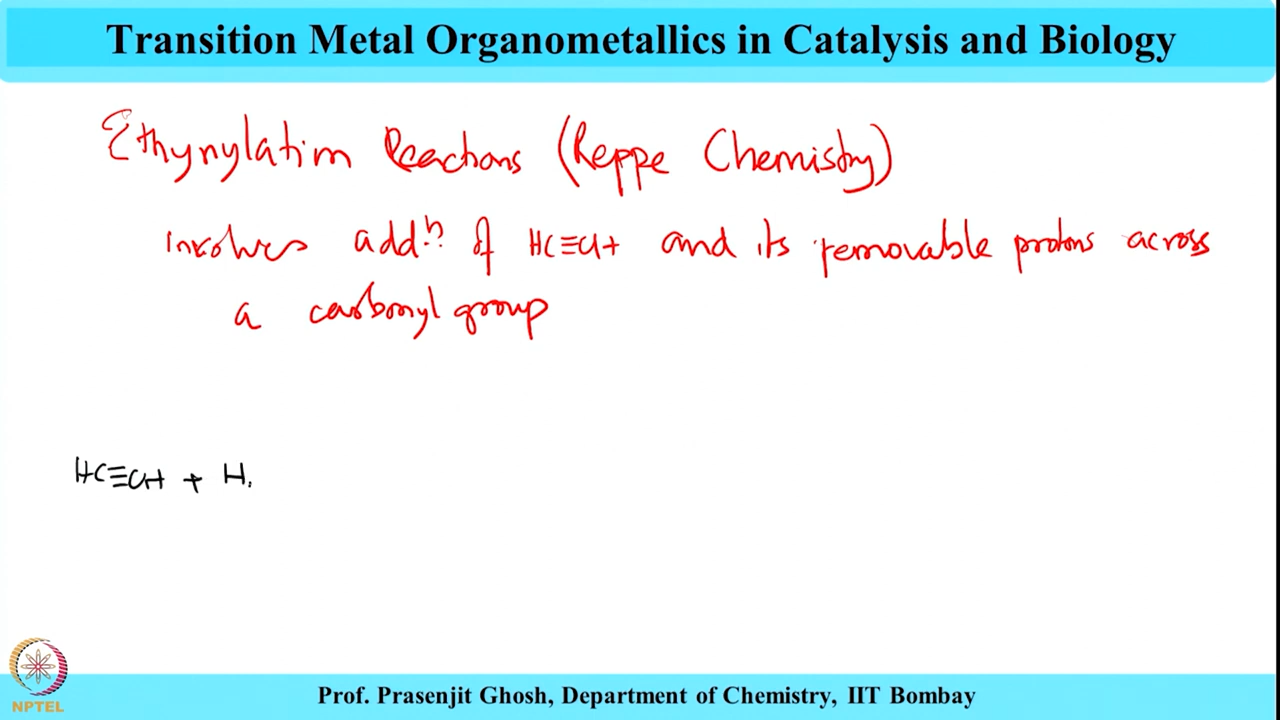 Transition Metal Organometallics in Catalysis and Biology
Ethynylation Reactions (Reppe Chemistry)
involves addn of HC≡CH and its removable protons across
a carbonyl group
HC≡CH + H.
NPTEL
Prof. Prasenjit Ghosh, Department of Chemistry, IIT Bombay